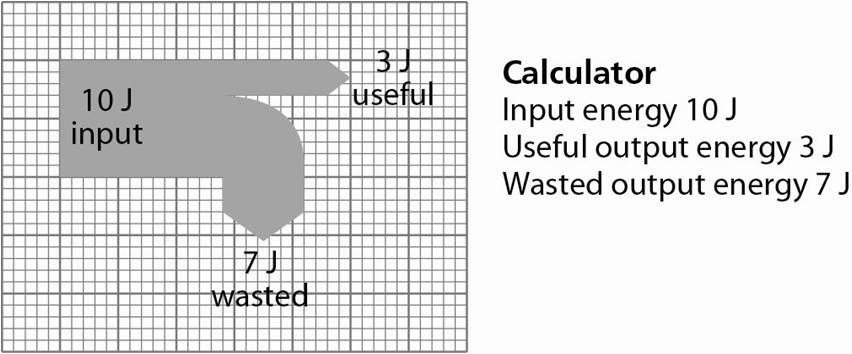 10 J
input
3 J
useful
7 J
wasted
Calculator
Input energy 10 J
Useful output energy 3 J
Wasted output energy 7 J